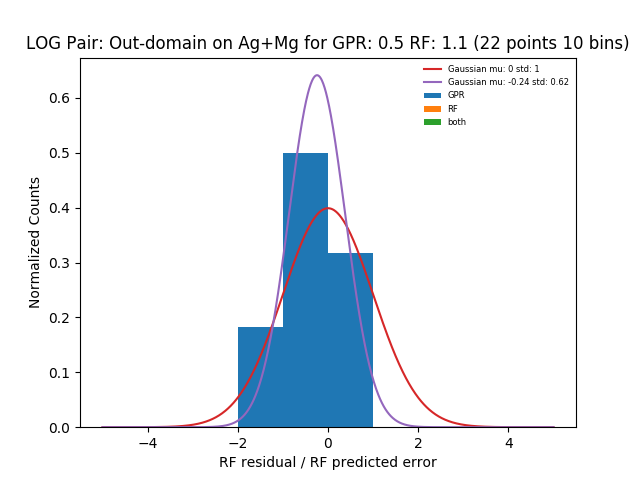 LOG Pair: Out-domain on Ag+Mg for GPR: 0.5 RF: 1.1 (22 points 10 bins)
Gaussian mu: 0 std: 1
Gaussian mu: -0.24 std: 0.62
GPR
RF
both
Normalized Counts
0.6
0.5
0.4
0.3
0.2
0.1
0.0
−4 −2 0 2 4
RF residual / RF predicted error